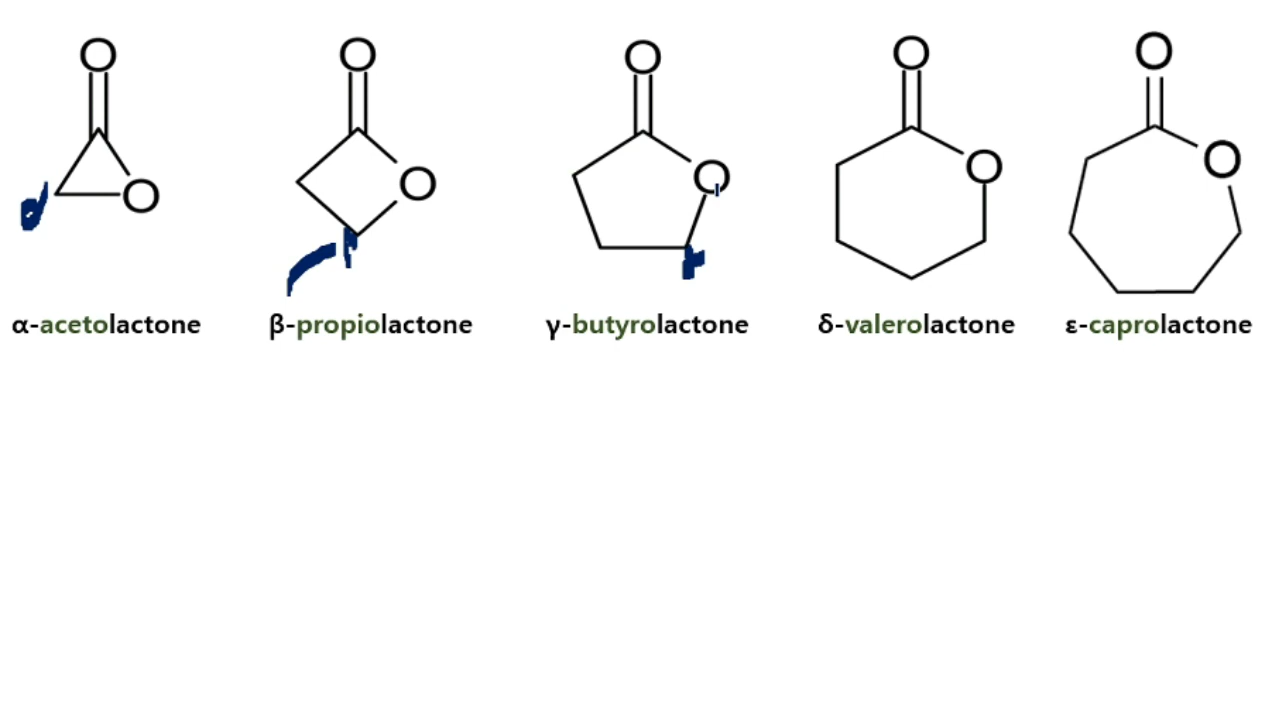 O O O O O
O O O O O
α-acetolactone β-propiolactone γ-butyrolactone δ-valerolactone ε-caprolactone